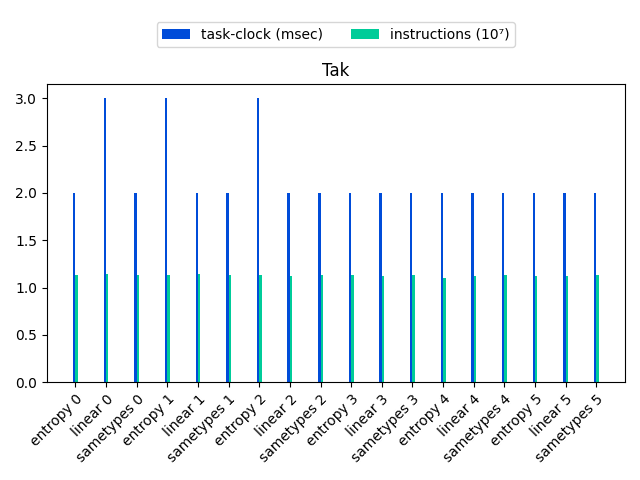 task-clock (msec)
instructions (10⁷)
Tak
3.0
2.5
2.0
1.5
1.0
0.5
0.0
entropy 0
linear 0
sametypes 0
entropy 1
linear 1
sametypes 1
entropy 2
linear 2
sametypes 2
entropy 3
linear 3
sametypes 3
entropy 4
linear 4
sametypes 4
entropy 5
linear 5
sametypes 5